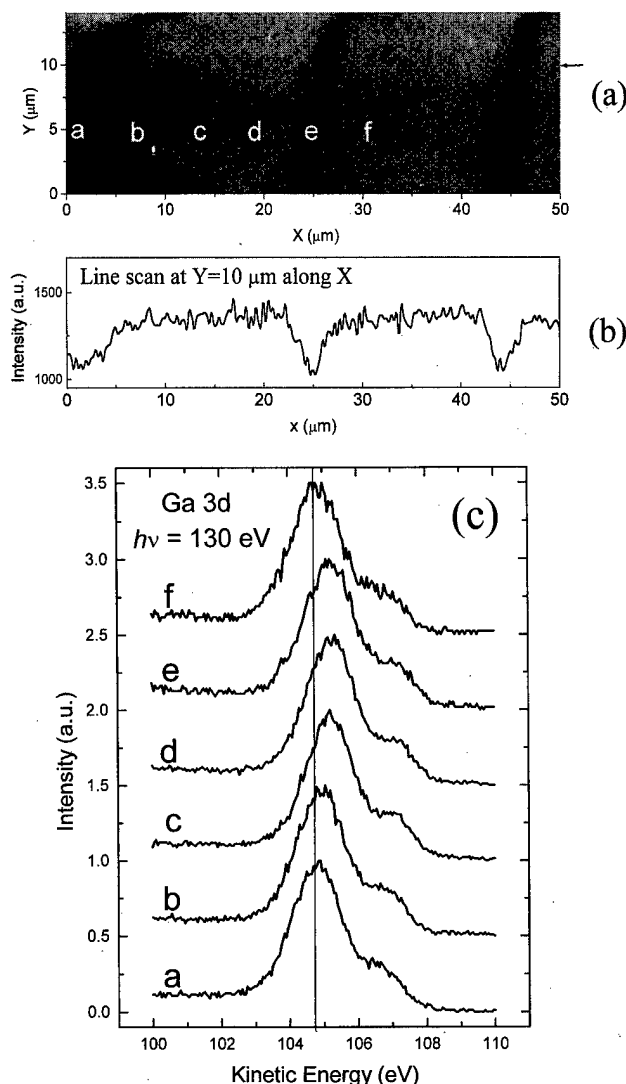 15
10
5
0
Y (μm)
a b c d e f
(a)
0 10 20 30 40 50
X (μm)
Line scan at Y=10 μm along X
1500
1000
Intensity (a.u.)
(b)
0 10 20 30 40 50
x (μm)
3.5
3.0
2.5
2.0
1.5
1.0
0.5
0.0
Intensity (a.u.)
Ga 3d
hν = 130 eV
(c)
f
e
d
c
b
a
100 102 104 106 108 110
Kinetic Energy (eV)